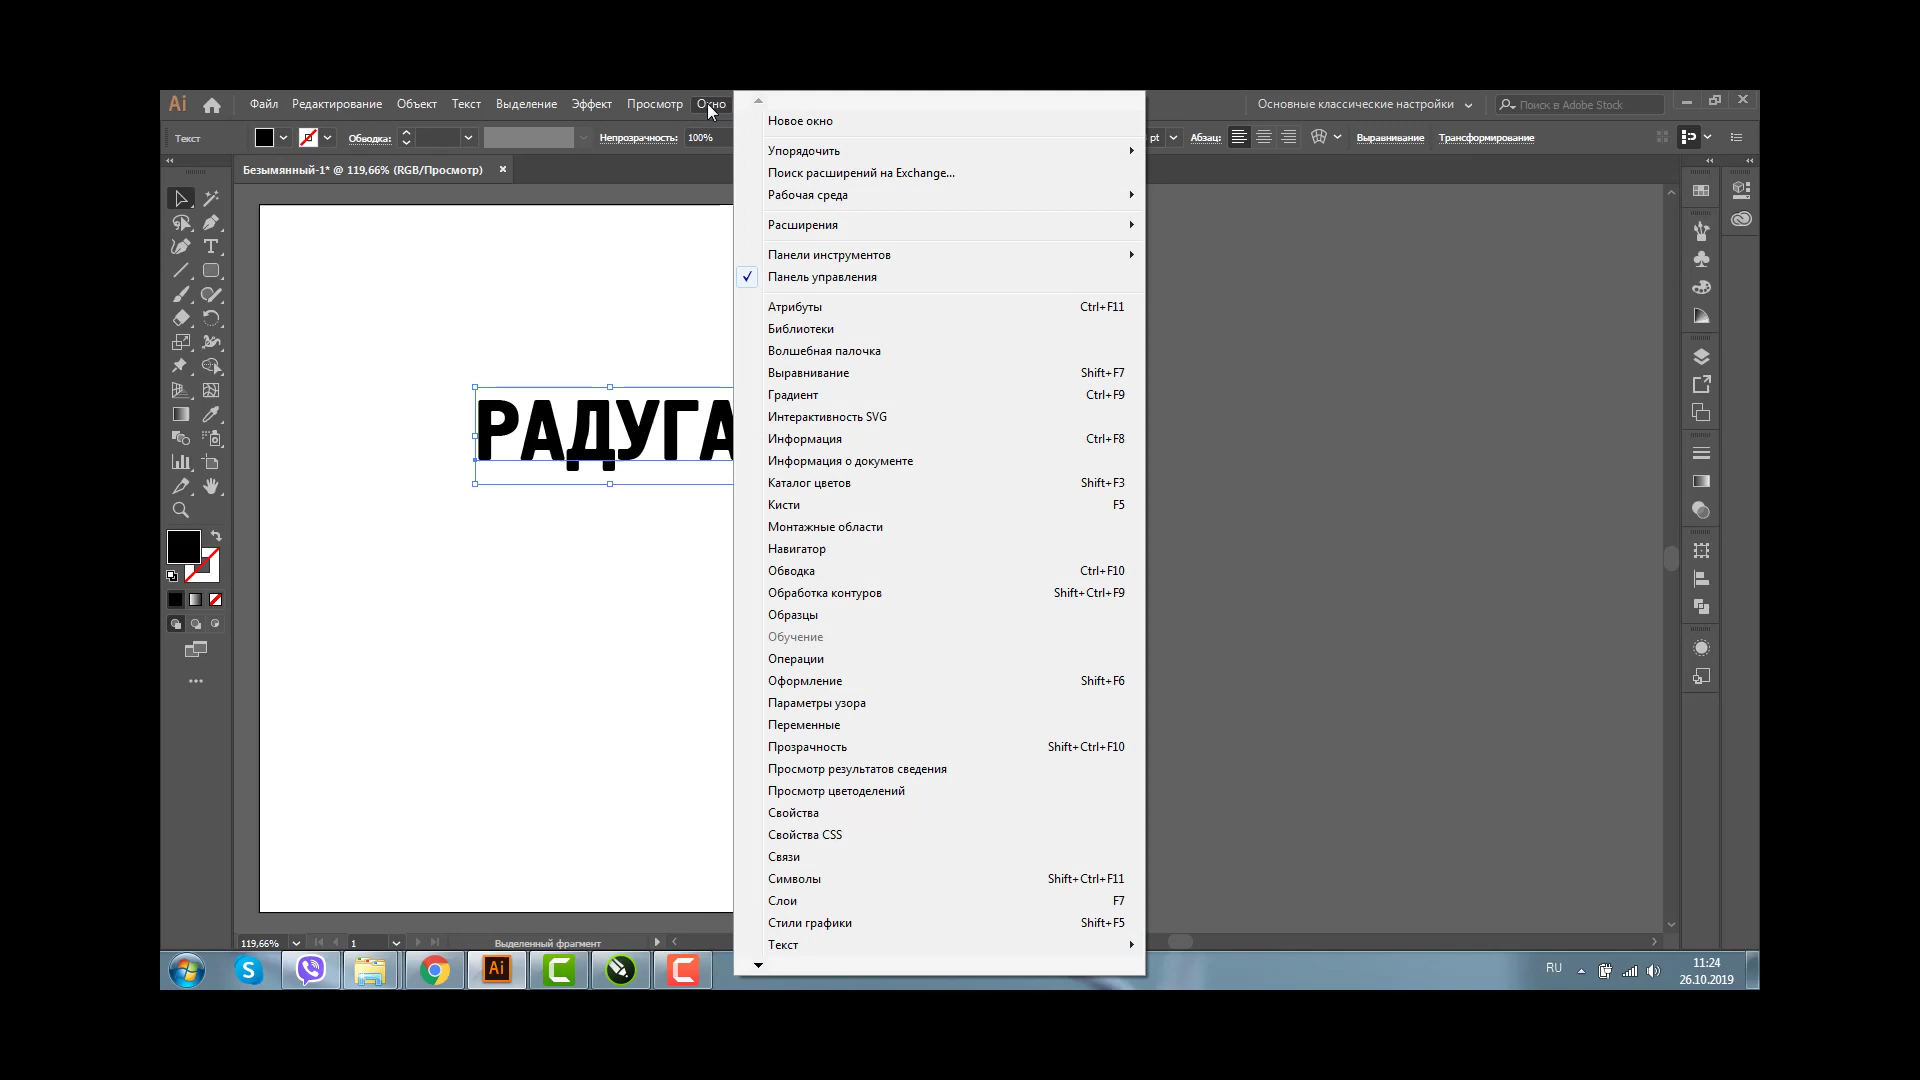 Ai Файл Редактирование Объект Текст Выделение Эффект Просмотр Окно Основные классические настройки Поиск в Adobe Stock
Текст Обводка: Непрозрачность: 100% pt Абзац: Выравнивание Трансформирование
Безымянный-1* @ 119,66% (RGB/Просмотр) ×
РАДУГА
Новое окно
Упорядочить
Поиск расширений на Exchange...
Рабочая среда
Расширения
Панели инструментов
Панель управления
Атрибуты Ctrl+F11
Библиотеки
Волшебная палочка
Выравнивание Shift+F7
Градиент Ctrl+F9
Интерактивность SVG
Информация Ctrl+F8
Информация о документе
Каталог цветов Shift+F3
Кисти F5
Монтажные области
Навигатор
Обводка Ctrl+F10
Обработка контуров Shift+Ctrl+F9
Образцы
Обучение
Операции
Оформление Shift+F6
Параметры узора
Переменные
Прозрачность Shift+Ctrl+F10
Просмотр результатов сведения
Просмотр цветоделений
Свойства
Свойства CSS
Связи
Символы Shift+Ctrl+F11
Слои F7
Стили графики Shift+F5
Текст
119,66% 1 Выделенный фрагмент
Ai RU 11:24
26.10.2019